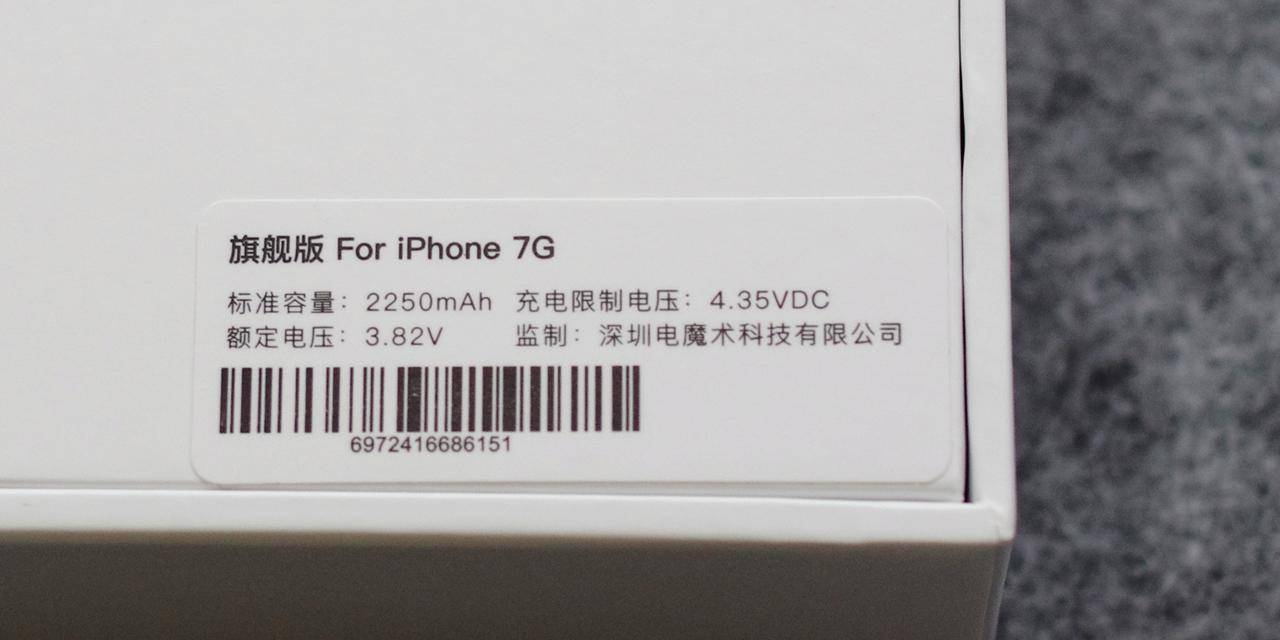 旗舰版 For iPhone 7G
标准容量：2250mAh 充电限制电压：4.35VDC
额定电压：3.82V 监制：深圳电魔术科技有限公司
6972416686151